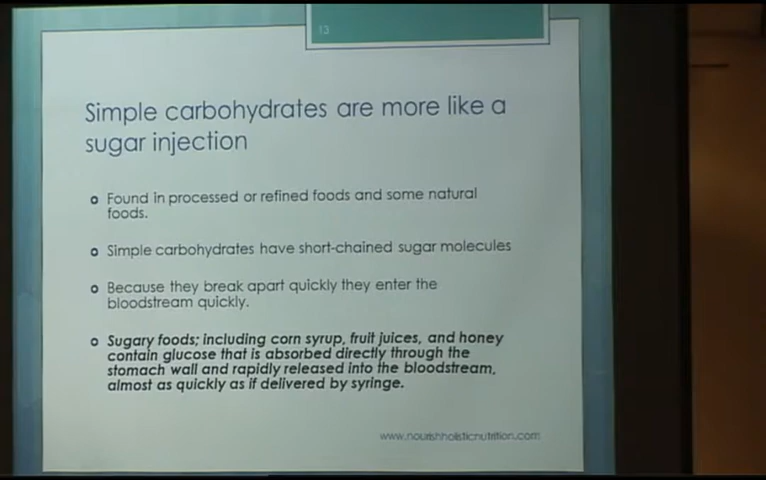 13
Simple carbohydrates are more like a
sugar injection
Found in processed or refined foods and some natural
foods.
Simple carbohydrates have short-chained sugar molecules
Because they break apart quickly they enter the
bloodstream quickly.
Sugary foods; including corn syrup, fruit juices, and honey
contain glucose that is absorbed directly through the
stomach wall and rapidly released into the bloodstream,
almost as quickly as if delivered by syringe.
www.nourishholisticnutrition.com